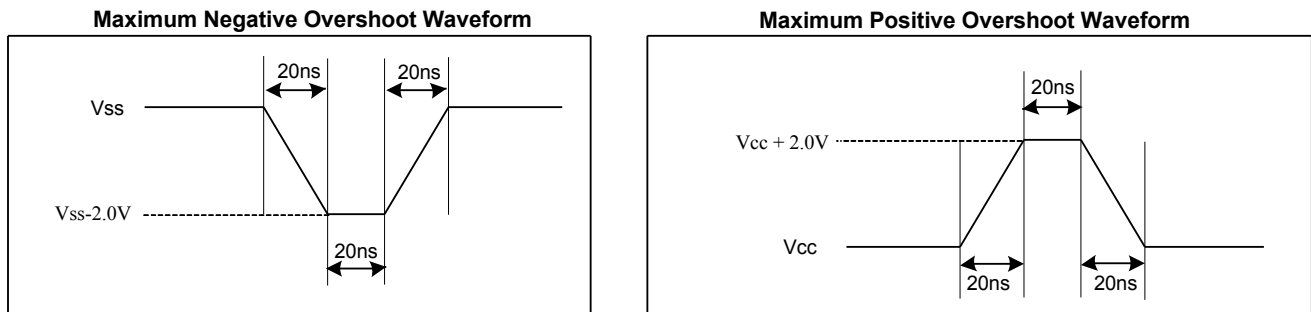 Maximum Negative Overshoot Waveform
20ns
20ns
Vss
Vss-2.0V
20ns
Maximum Positive Overshoot Waveform
20ns
Vcc + 2.0V
Vcc
20ns
20ns